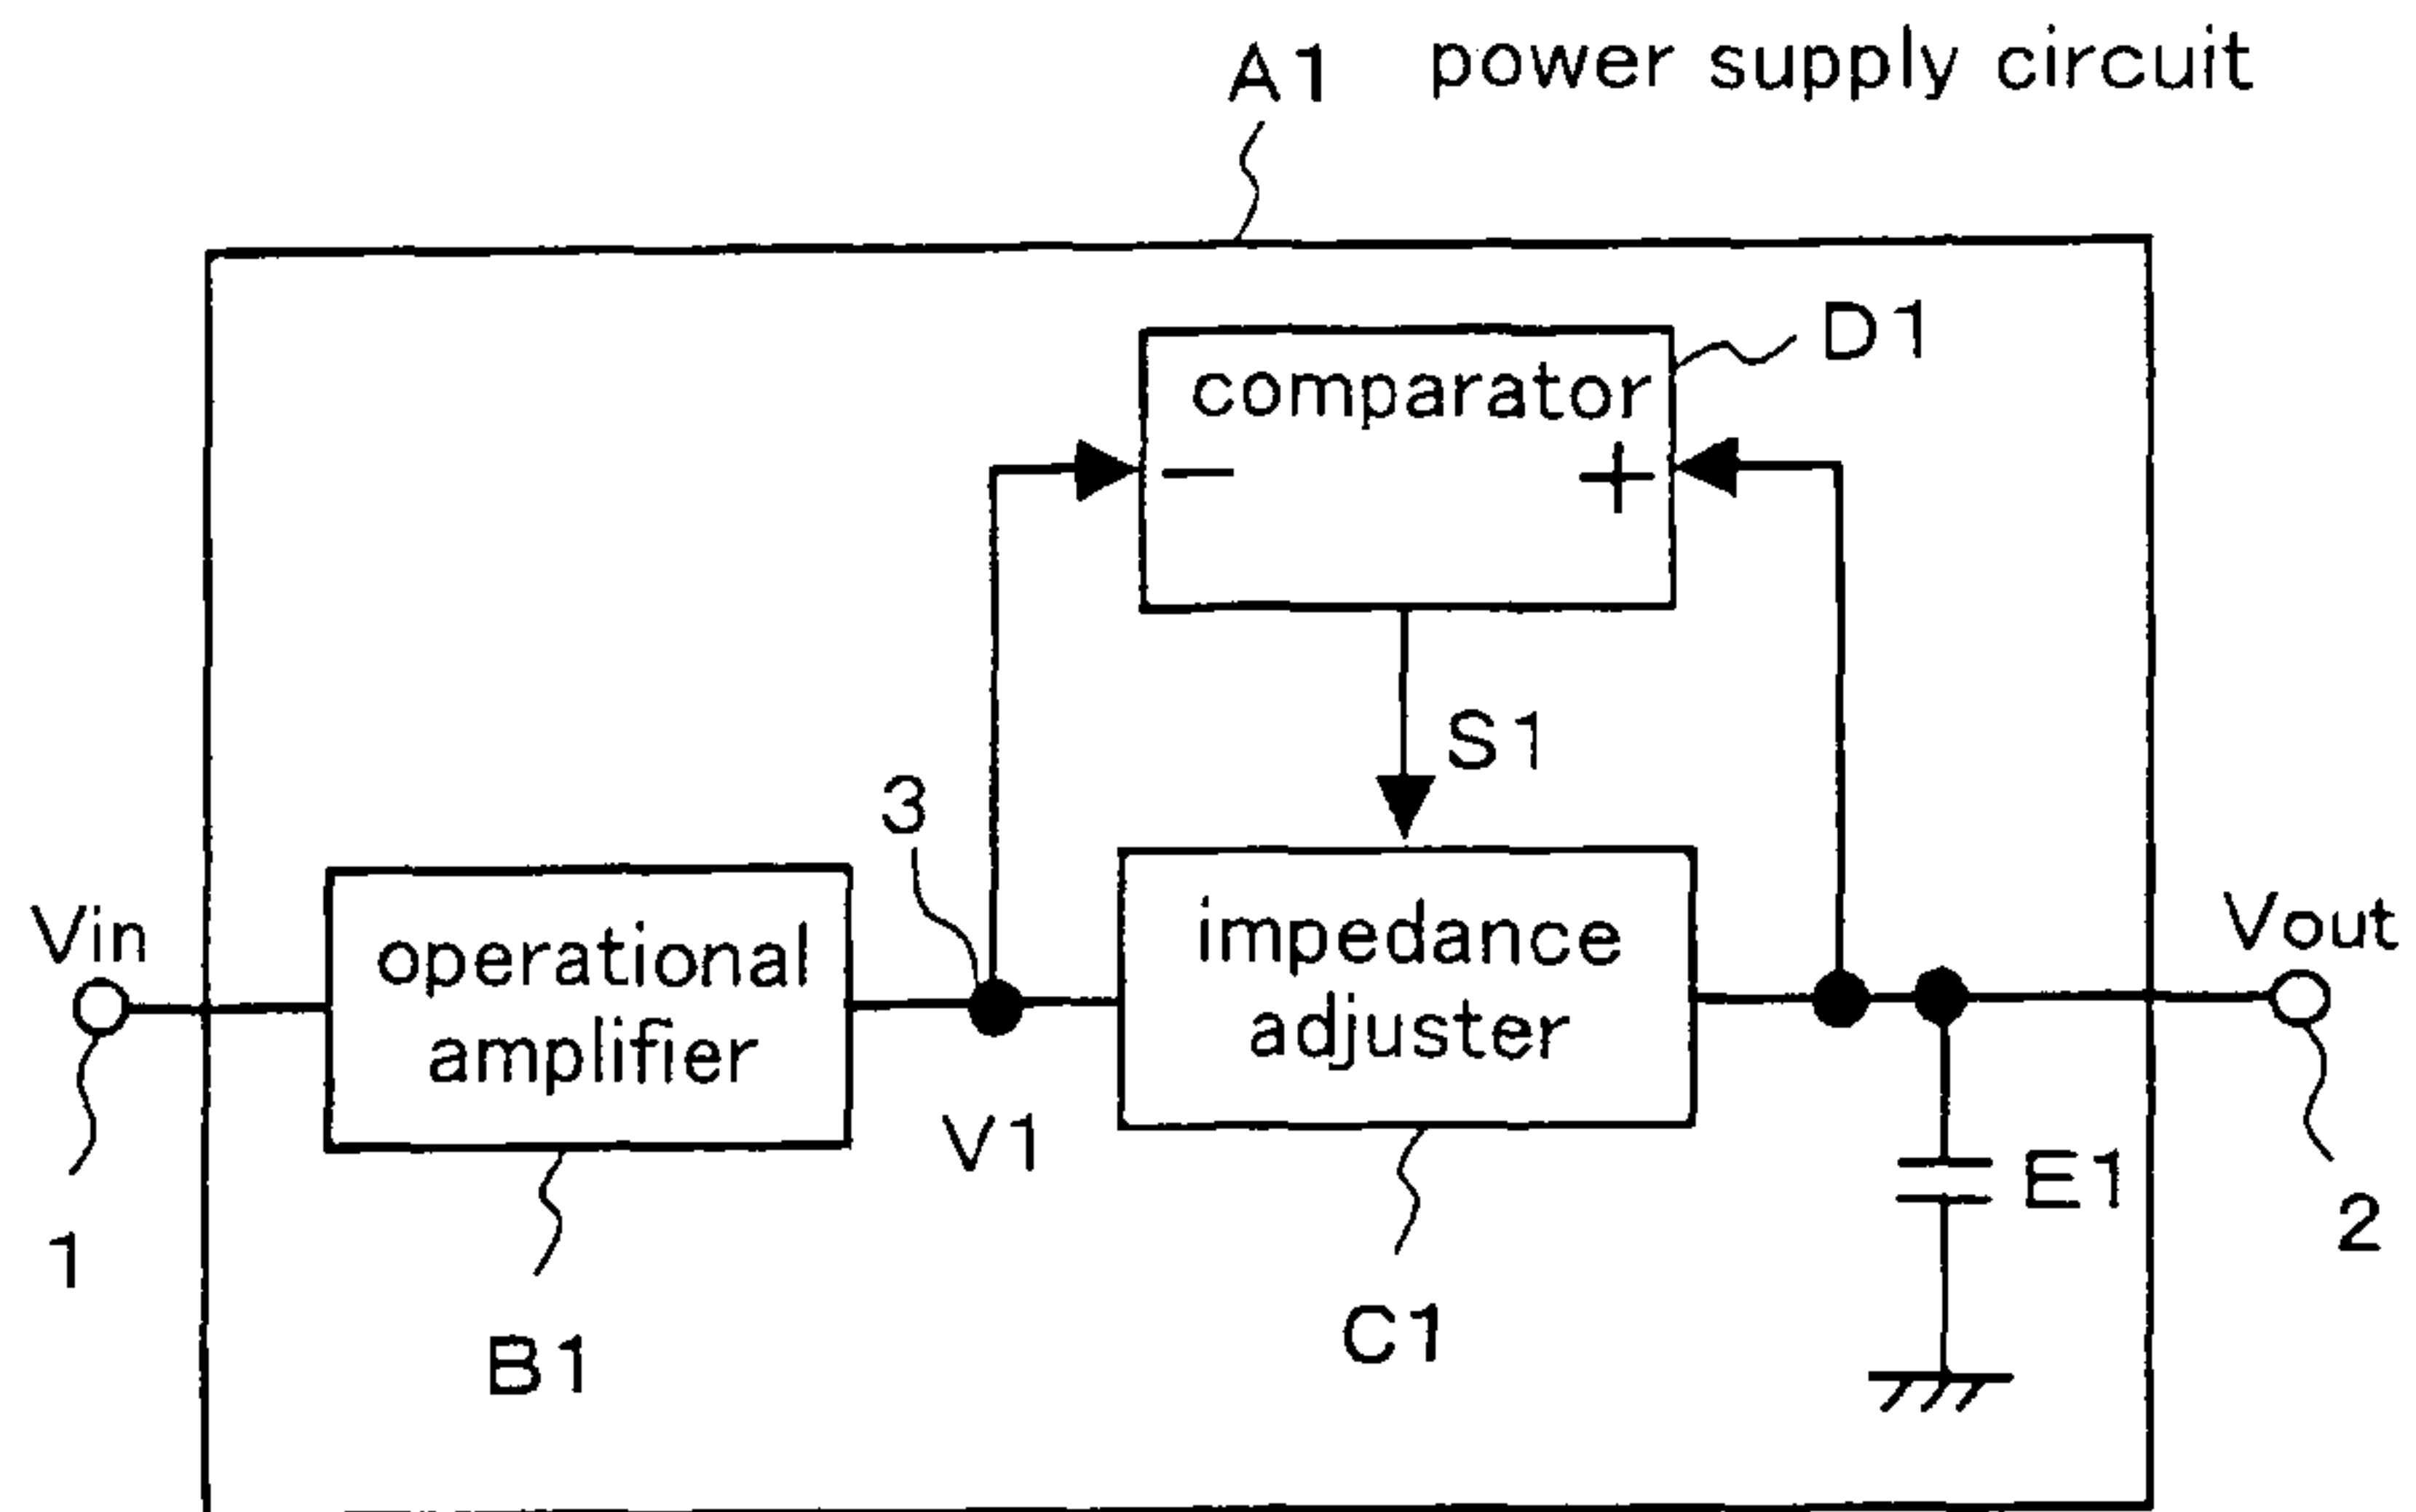 A1 power supply circuit
D1
comparator
− +
S1
3
Vin
operational
amplifier
impedance
adjuster
Vout
V1
E1
1
2
B1
C1